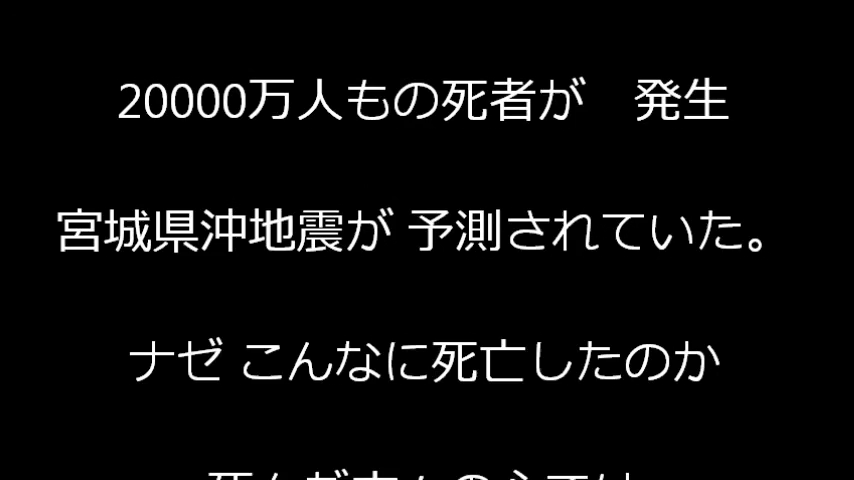 20000万人もの死者が　発生
宮城県沖地震が 予測されていた。
ナゼ こんなに死亡したのか